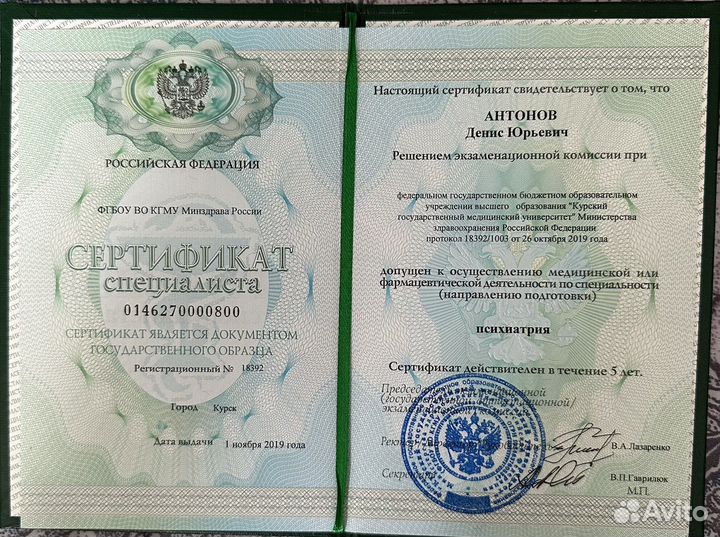 РОССИЙСКАЯ ФЕДЕРАЦИЯ
ФГБОУ ВО КГМУ Минздрава России
СЕРТИФИКАТ
специалиста
0146270000800
СЕРТИФИКАТ ЯВЛЯЕТСЯ ДОКУМЕНТОМ
ГОСУДАРСТВЕННОГО ОБРАЗЦА
Регистрационный № 18392
Город Курск
Дата выдачи 1 ноября 2019 года
Настоящий сертификат свидетельствует о том, что
АНТОНОВ
Денис Юрьевич
Решением экзаменационной комиссии при
федеральном государственном бюджетном образовательном
учреждении высшего образования "Курский
государственный медицинский университет" Министерства
здравоохранения Российской Федерации
протокол 18392/1003 от 26 октября 2019 года
допущен к осуществлению медицинской или
фармацевтической деятельности по специальности
(направлению подготовки)
психиатрия
Сертификат действителен в течение 5 лет.
Председатель
экзаменационной
В.А.Лазаренко
Секретарь
В.П.Гаврилюк
М.П.
Avito